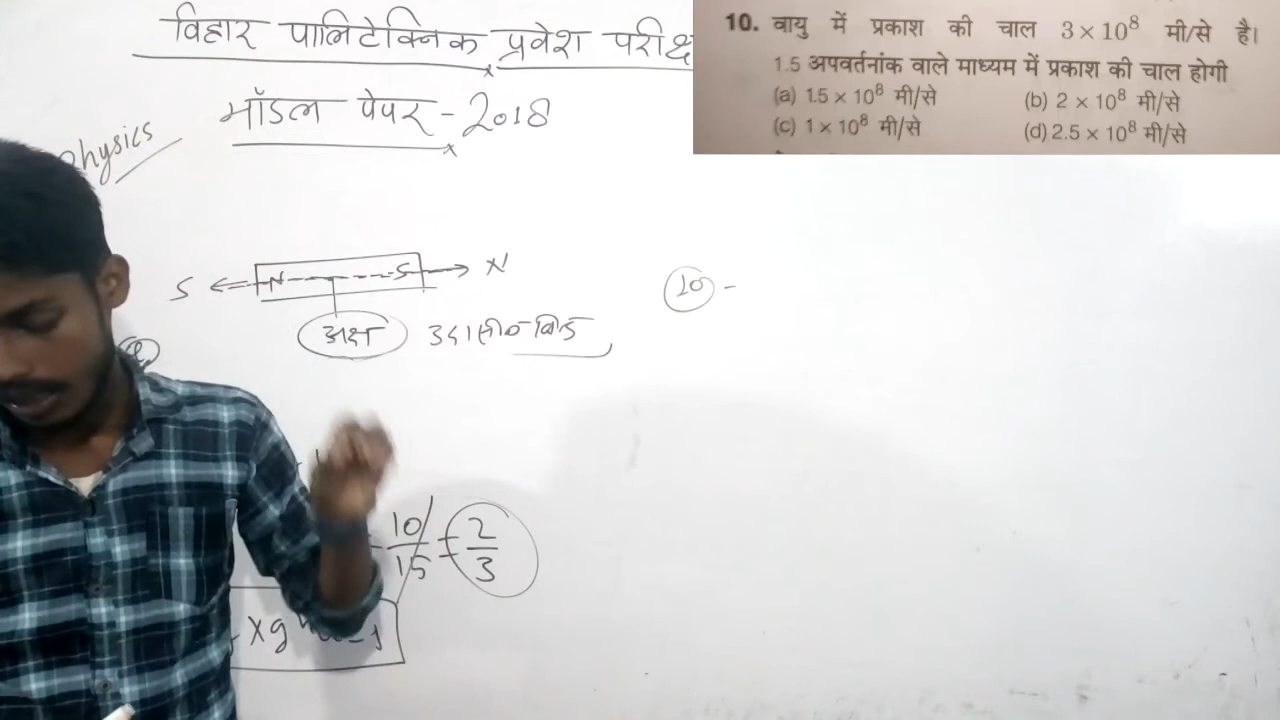 विहार पालिटेक्निक प्रवेश परीक्ष
मॉडल पेपर - 2018
Physics
10. वायु में प्रकाश की चाल 3 × 10⁸ मी/से है।
1.5 अपवर्तनांक वाले माध्यम में प्रकाश की चाल होगी
(a) 1.5 × 10⁸ मी/से (b) 2 × 10⁸ मी/से
(c) 1 × 10⁸ मी/से (d) 2.5 × 10⁸ मी/से
S N S N
अक्ष
10 -
10/15 = 2/3